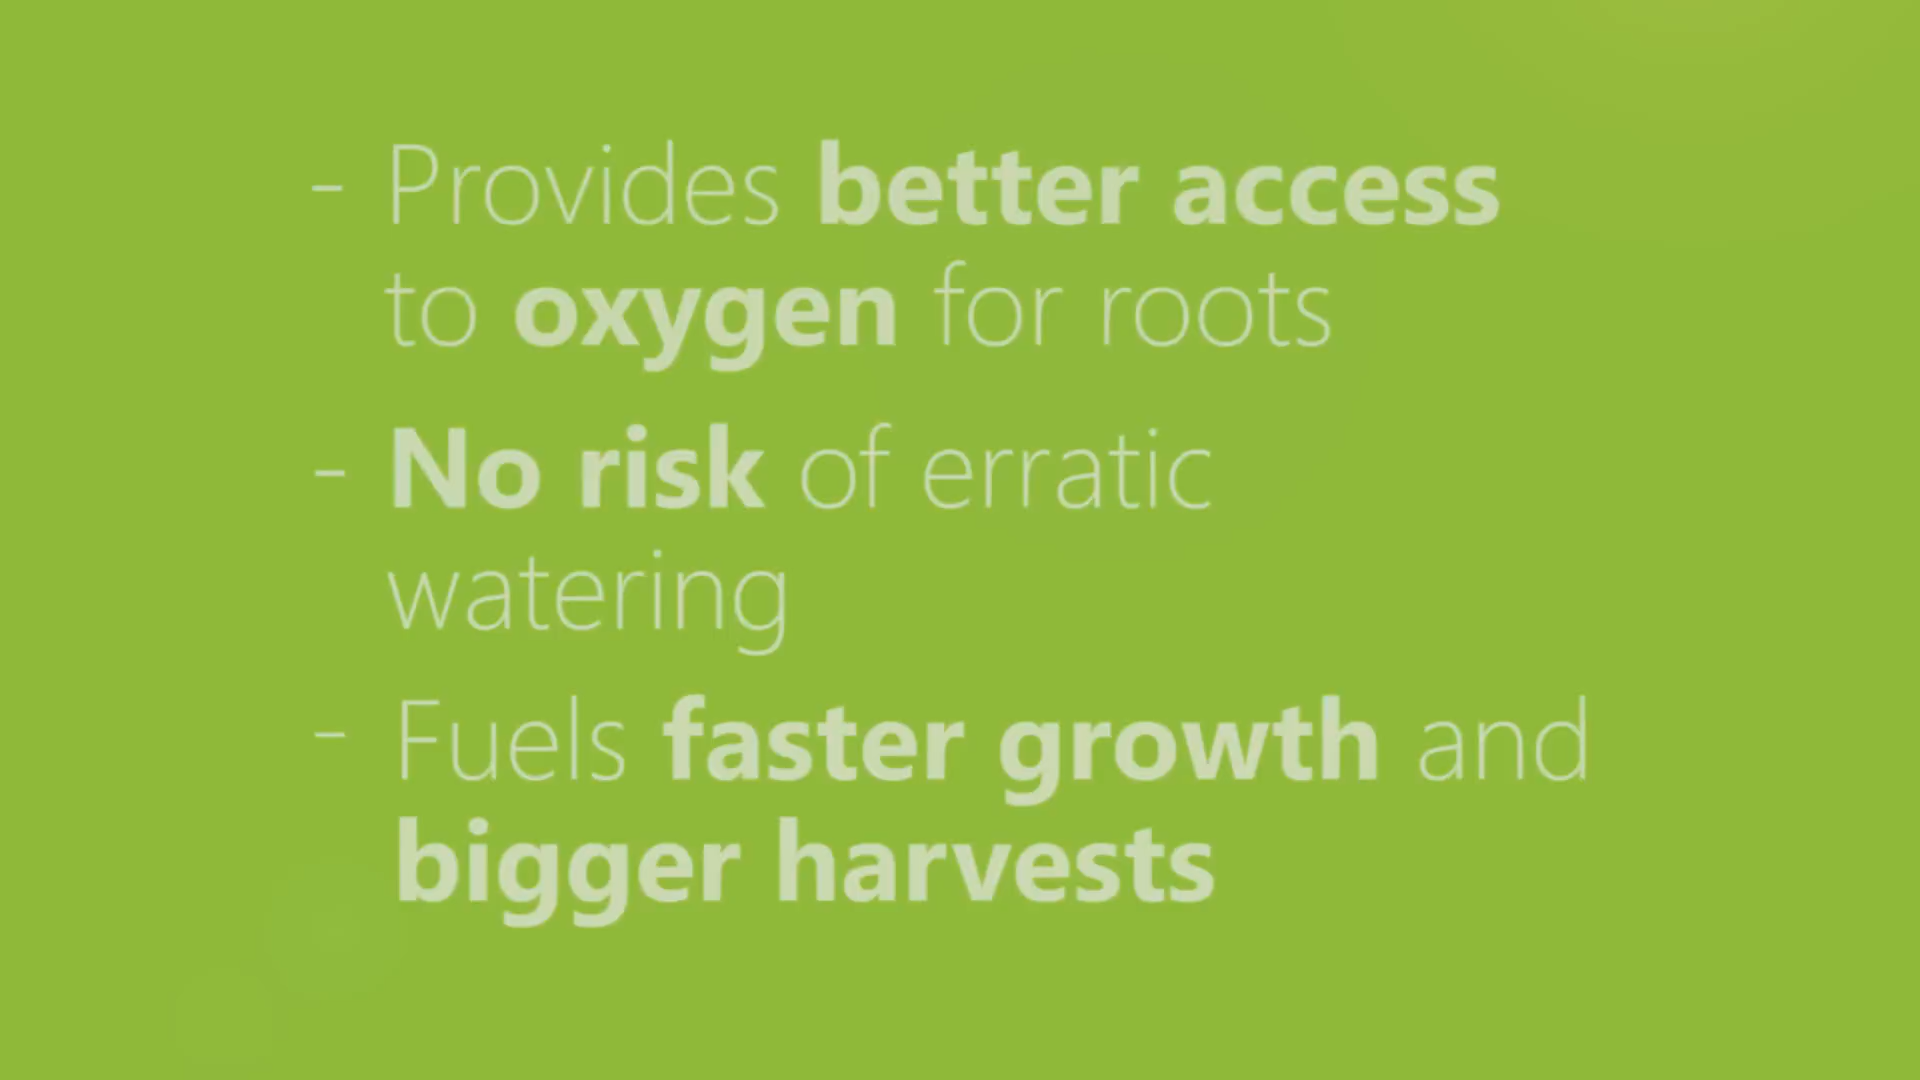 - Provides better access
to oxygen for roots
- No risk of erratic
watering
- Fuels faster growth and
bigger harvests